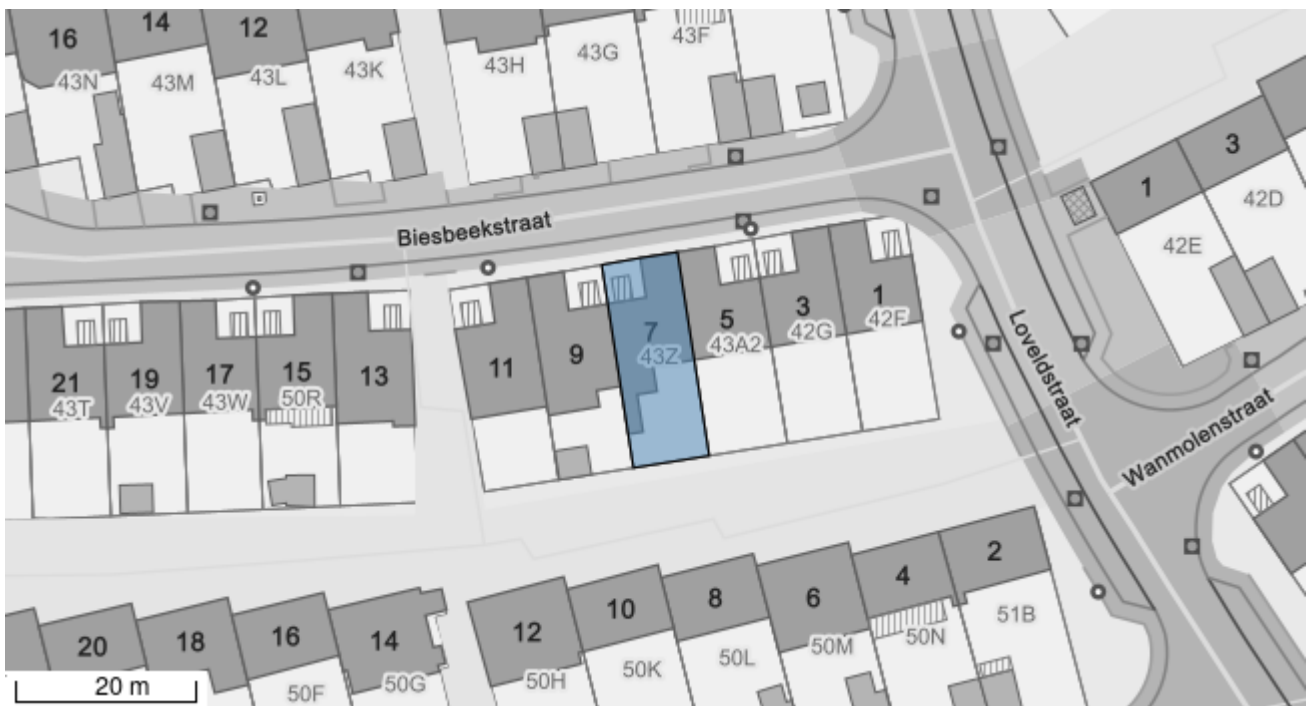 16
14
12
43N
43M
43L
43K
43H
43G
43F
3
1
42D
42E
Biesbeekstraat
Loveldstraat
Wanmolenstraat
11
9
7
43Z
5
43A2
3
42G
1
42F
21
43T
19
43V
17
43W
15
50R
13
20
18
16
50F
14
50G
12
50H
10
50K
8
50L
6
50M
4
50N
2
51B
20 m